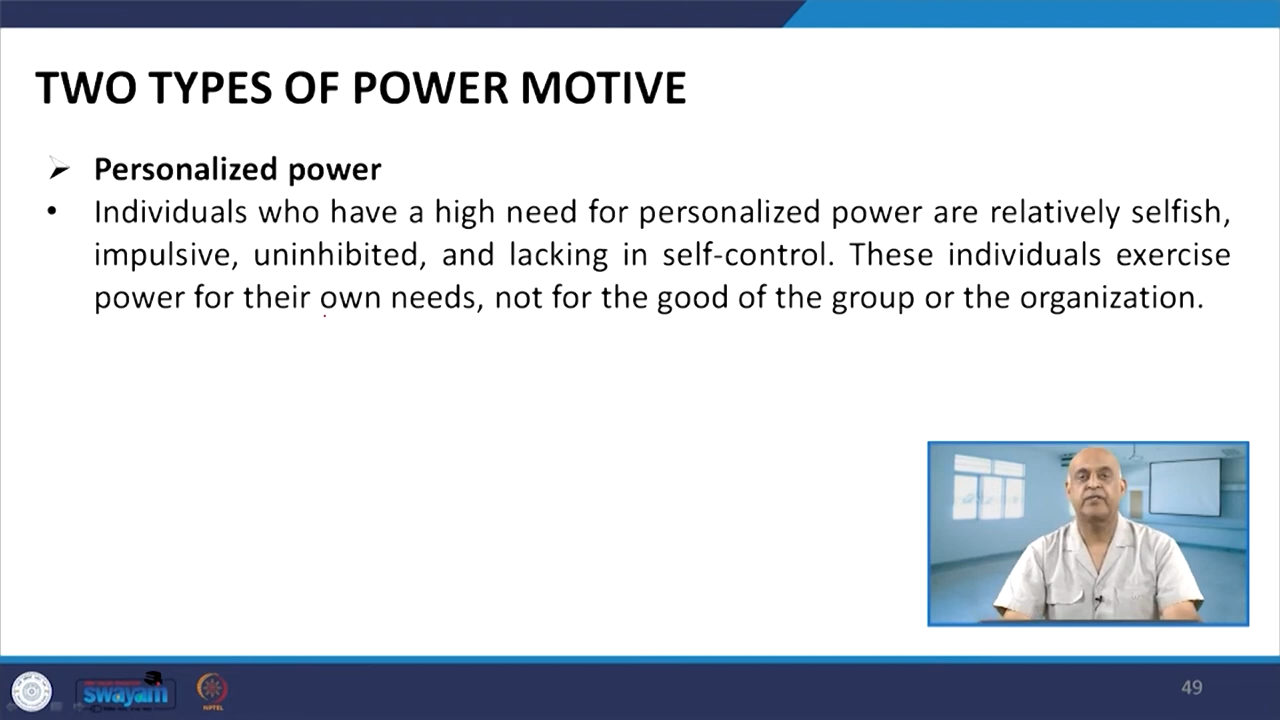 TWO TYPES OF POWER MOTIVE
Personalized power
Individuals who have a high need for personalized power are relatively selfish,
impulsive, uninhibited, and lacking in self-control. These individuals exercise
power for their own needs, not for the good of the group or the organization.
swayam
NPTEL
49